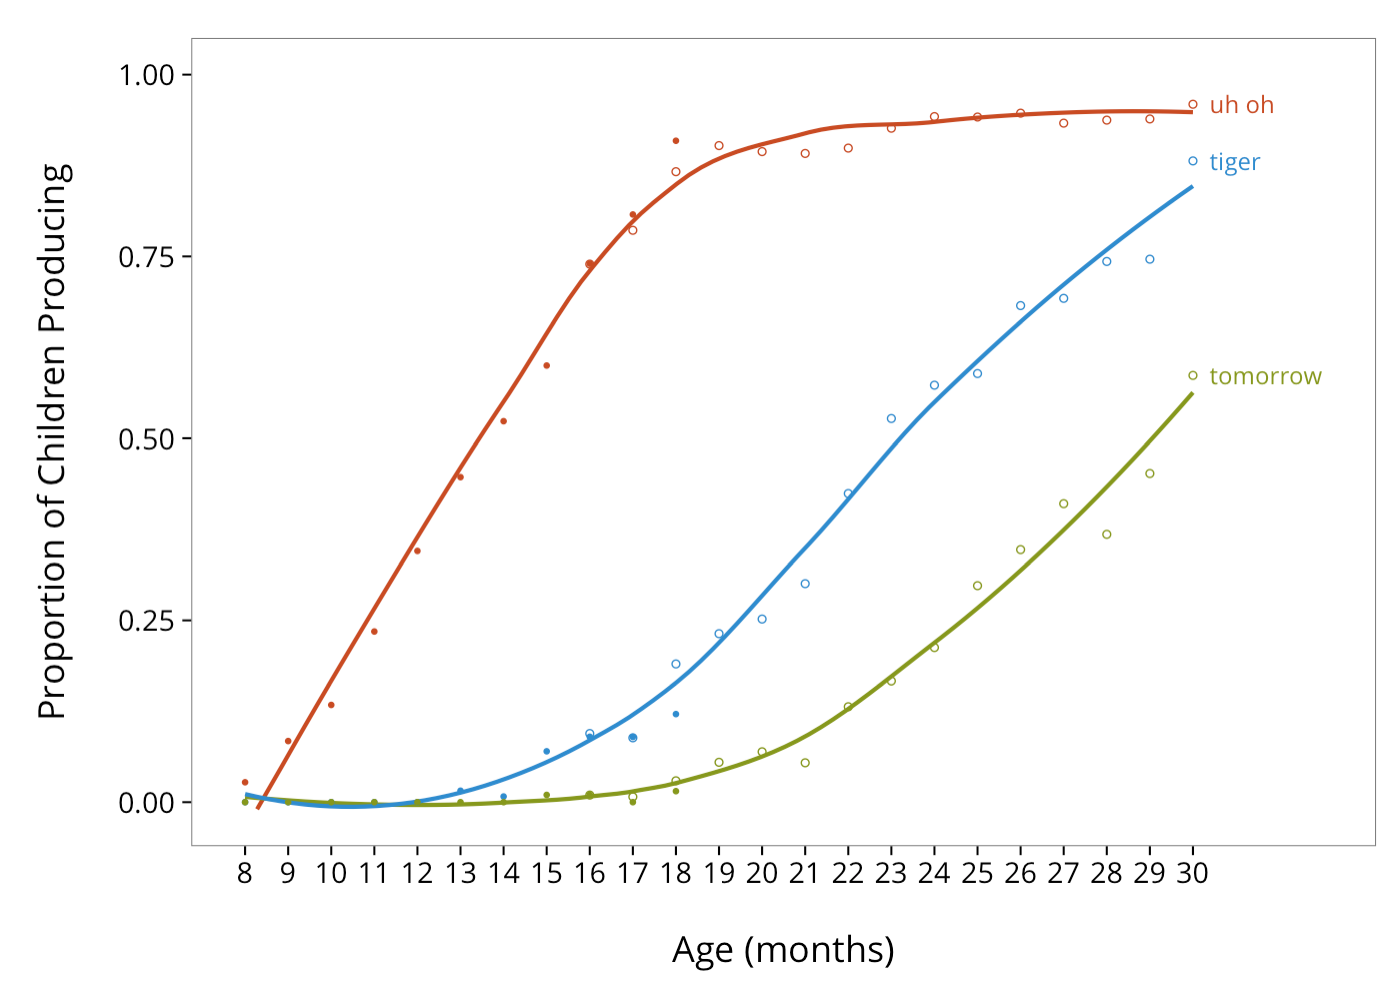 1.00
0.75
0.50
0.25
0.00
Proportion of Children Producing
uh oh
tiger
tomorrow
8 9 10 11 12 13 14 15 16 17 18 19 20 21 22 23 24 25 26 27 28 29 30
Age (months)